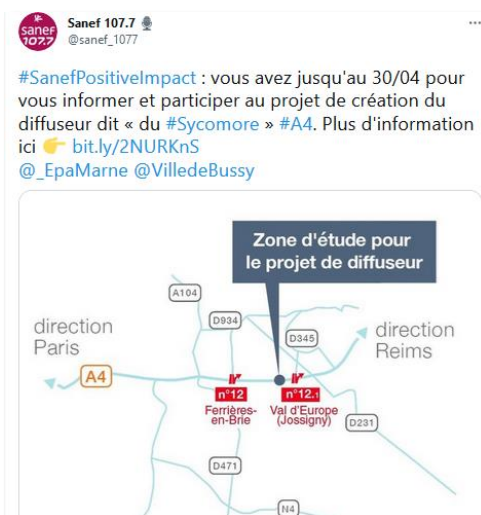 sanef
107.7
Sanef 107.7
@sanef_1077
#SanefPositiveImpact : vous avez jusqu'au 30/04 pour
vous informer et participer au projet de création du
diffuseur dit « du #Sycomore » #A4. Plus d'information
ici 👉 bit.ly/2NURKnS
@_EpaMarne @VilledeBussy
Zone d'étude pour
le projet de diffuseur
A104
D934
direction
Paris
D345
direction
Reims
A4
n°12
n°12.1
Ferrières-
en-Brie
Val d'Europe
(Jossigny)
D231
D471
N4